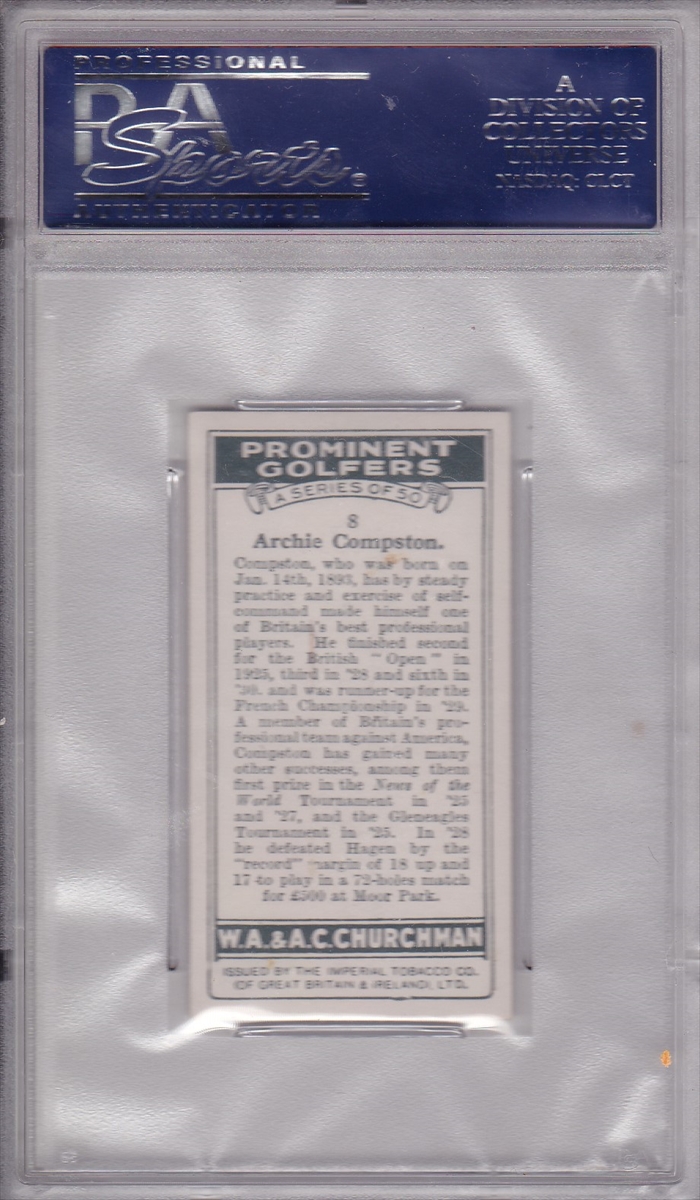 PROFESSIONAL
PSA
Sports
AUTHENTICATOR
A
DIVISION OF
COLLECTORS
UNIVERSE
NASDAQ: CLCT
PROMINENT
GOLFERS
A SERIES OF 50
8
Archie Compston.
Compston, who was born on
Jan. 14th, 1893, has by steady
practice and exercise of self-
command made himself one
of Britain's best professional
players. He finished second
for the British "Open" in
1925, third in '28 and sixth in
'30, and was runner-up for the
French Championship in '29.
A member of Britain's pro-
fessional team against America,
Compston has gained many
other successes, among them
first prize in the News of the
World Tournament in '25
and '27, and the Gleneagles
Tournament in '25. In '28
he defeated Hagen by the
"record" margin of 18 up and
17 to play in a 72-holes match
for £500 at Moor Park.
W.A.&A.C.CHURCHMAN
ISSUED BY THE IMPERIAL TOBACCO CO.
(OF GREAT BRITAIN & IRELAND), LTD.